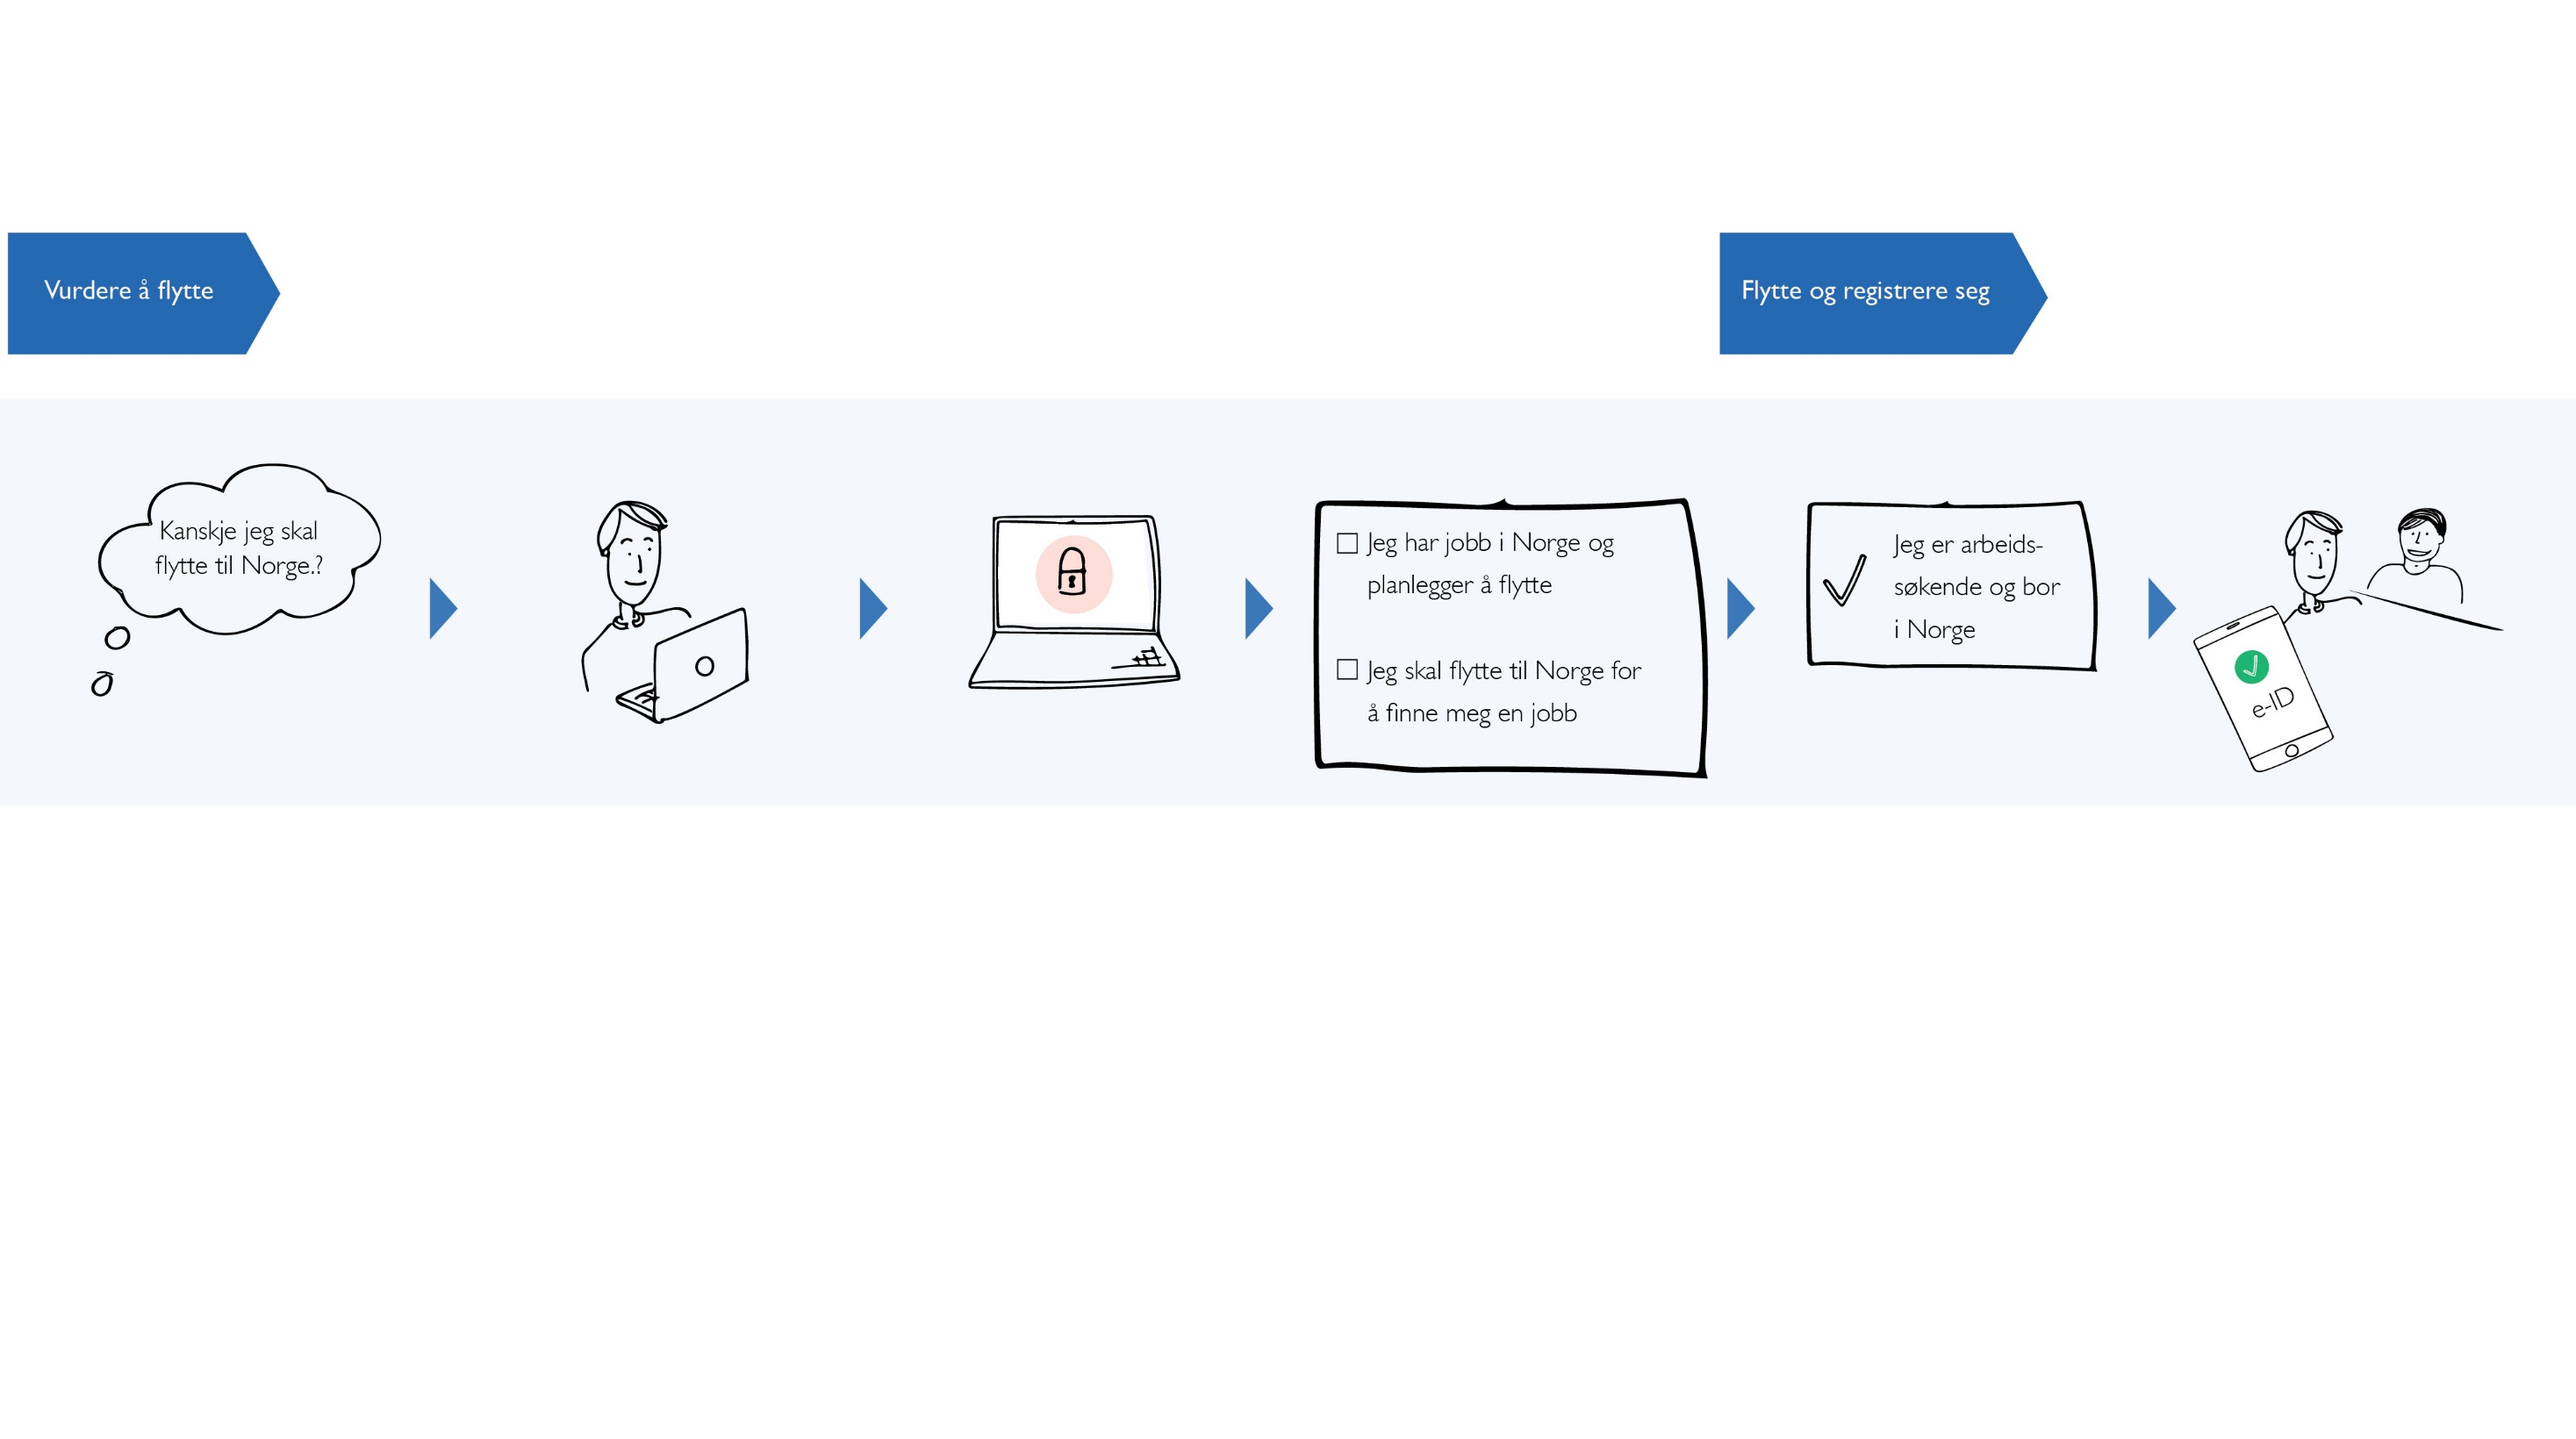 Vurdere å flytte
Flytte og registrere seg
Kanskje jeg skal
flytte til Norge.?
Jeg har jobb i Norge og
planlegger å flytte
Jeg skal flytte til Norge for
å finne meg en jobb
Jeg er arbeids-
søkende og bor
i Norge
e-ID